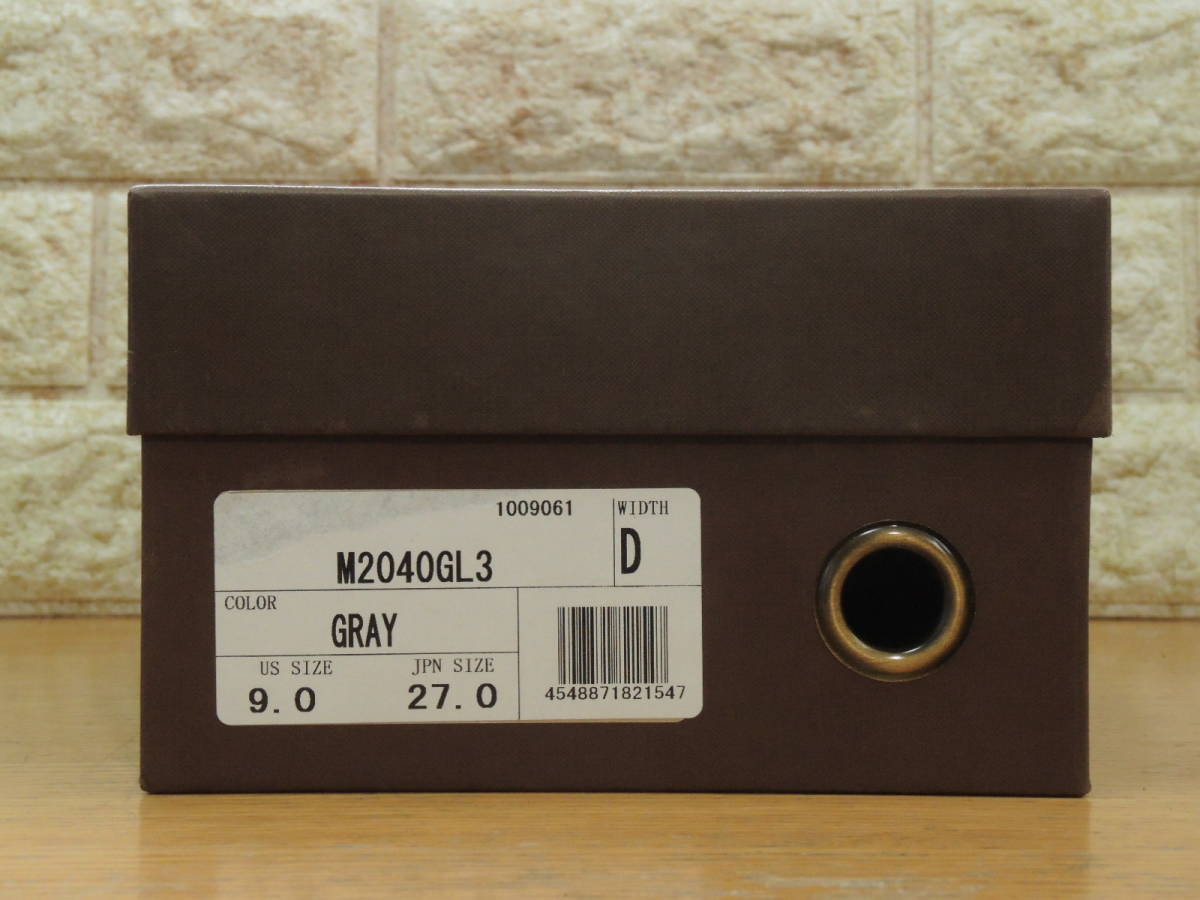 1009061
WIDTH
M2040GL3
D
COLOR
GRAY
US SIZE
JPN SIZE
9.0
27.0
4548871821547